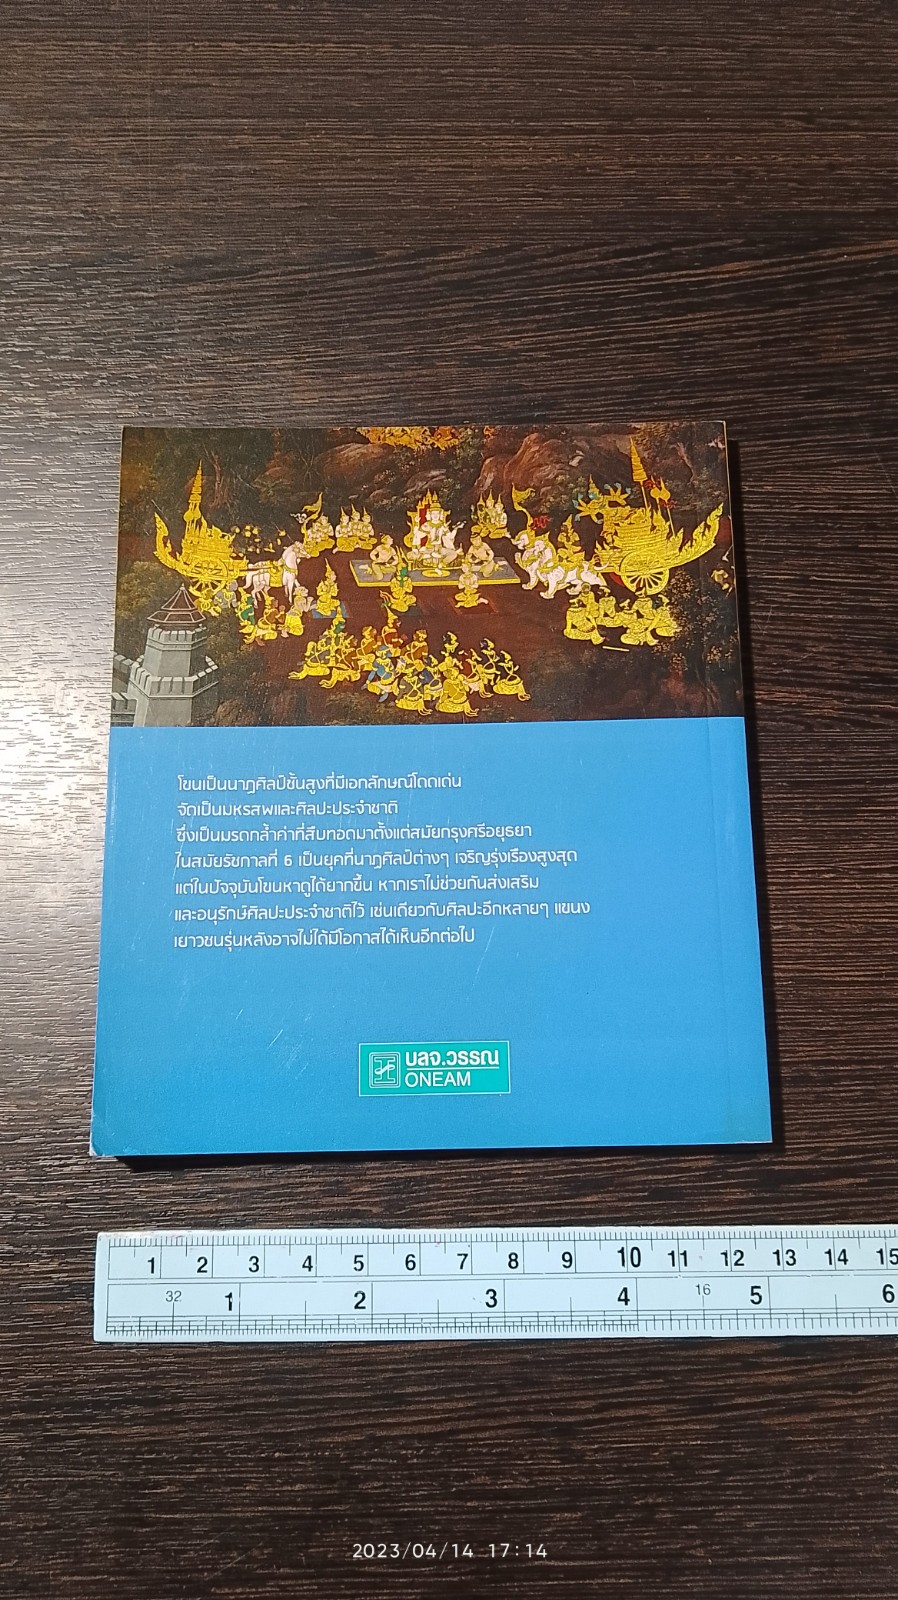 โขนเป็นนาฏศิลป์ชั้นสูงที่มีเอกลักษณ์โดดเด่น
จัดเป็นมหรสพและศิลปะประจำชาติ
ซึ่งเป็นมรดกล้ำค่าที่สืบทอดมาตั้งแต่สมัยกรุงศรีอยุธยา
ในสมัยรัชกาลที่ 6 เป็นยุคที่นาฏศิลป์ต่างๆ เจริญรุ่งเรืองสูงสุด
แต่ในปัจจุบันโขนหาดูได้ยากขึ้น หากเราไม่ช่วยกันส่งเสริม
และอนุรักษ์ศิลปะประจำชาติไว้ เช่นเดียวกับศิลปะอีกหลายๆ แขนง
เยาวชนรุ่นหลังอาจไม่ได้มีโอกาสได้เห็นอีกต่อไป
บลจ.วรรณ
ONEAM
1 2 3 4 5 6 7 8 9 10 11 12 13 14 15
32 1 2 3 4 16 5 6
2023/04/14 17:14